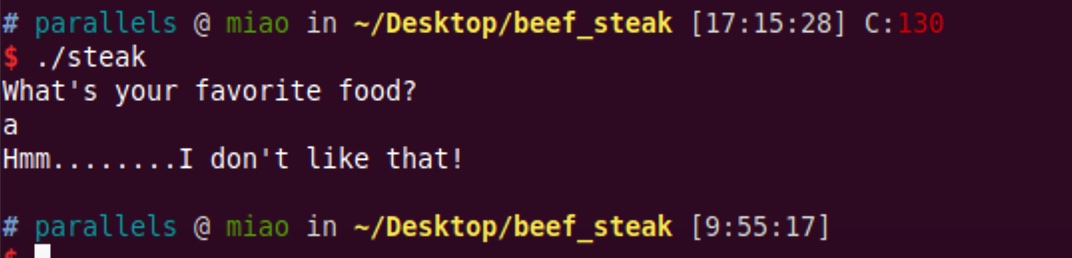 # parallels @ miao in ~/Desktop/beef_steak [17:15:28] C:130
$ ./steak
What's your favorite food?
a
Hmm........I don't like that!
# parallels @ miao in ~/Desktop/beef_steak [9:55:17]
$